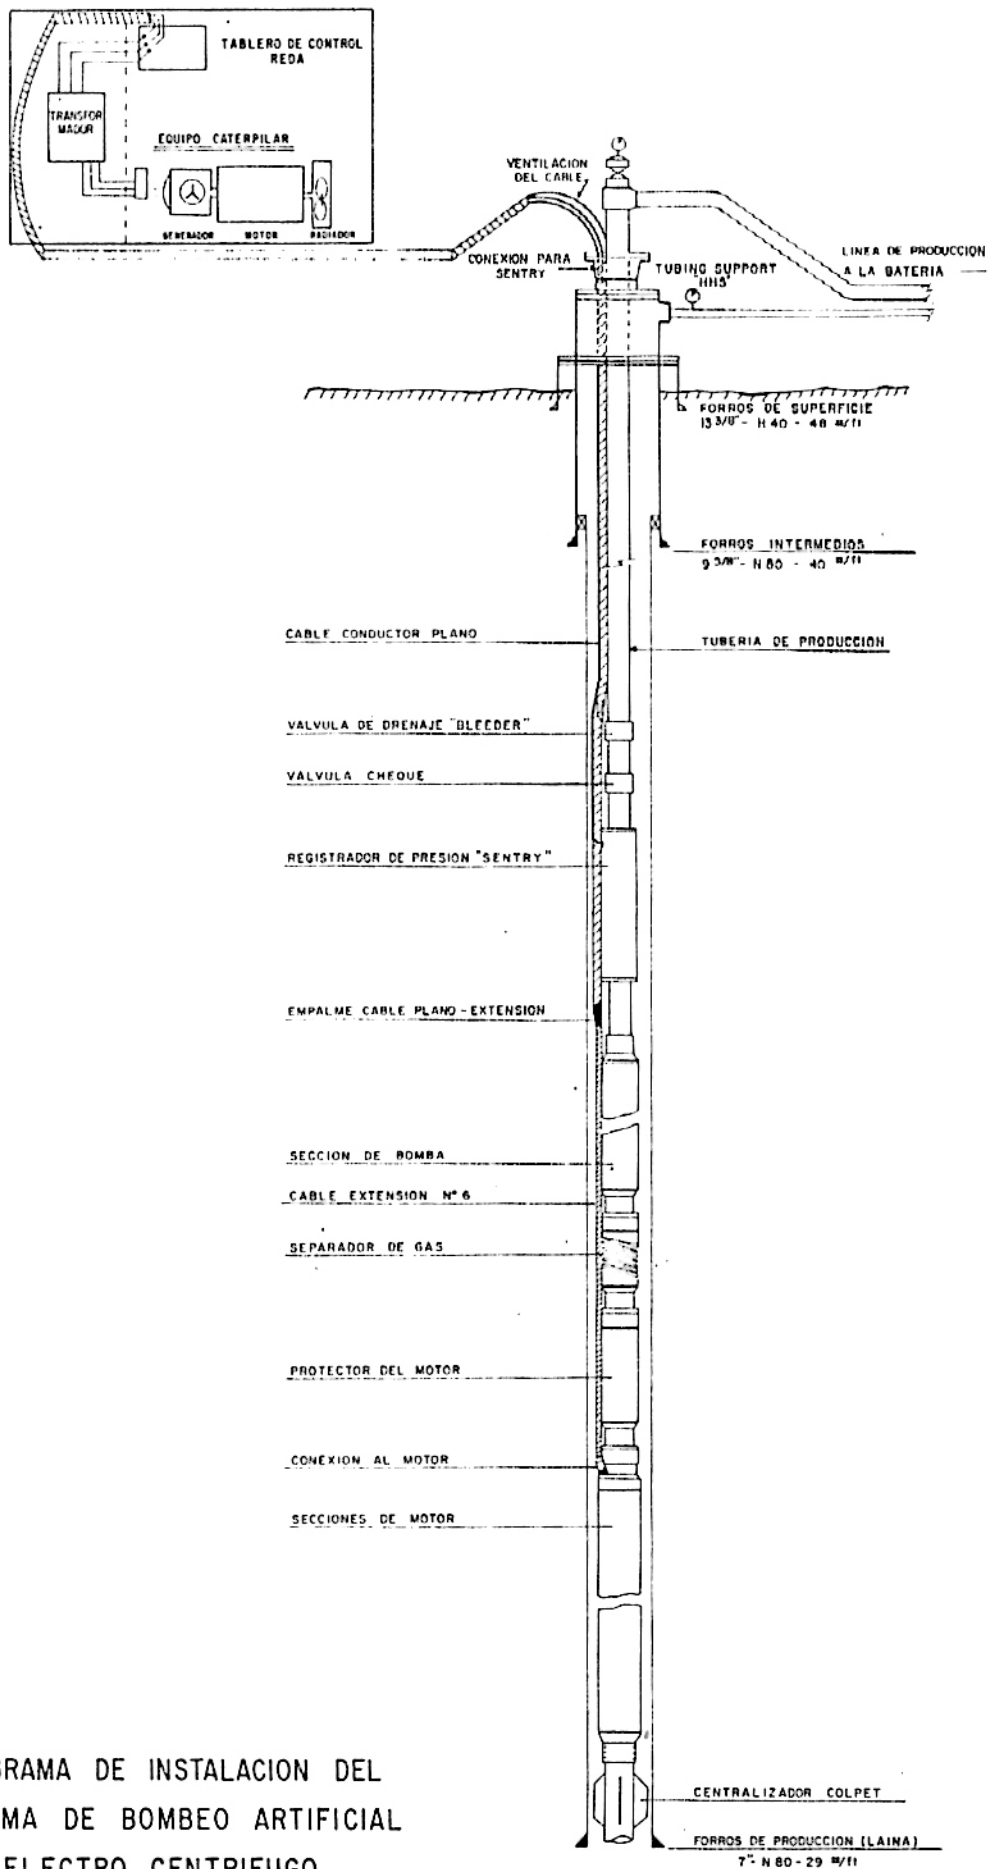 TABLERO DE CONTROL
REDA
TRANSFOR
MADOR
EQUIPO CATERPILAR
GENERADOR MOTOR RADIADOR
VENTILACION
DEL CABLE
CONEXION PARA
SENTRY
TUBING SUPPORT
"HHS"
LINEA DE PRODUCCION
A LA BATERIA
FORROS DE SUPERFICIE
13 3/8" - H 40 - 48 #/ft
FORROS INTERMEDIOS
9 5/8" - N 80 - 40 #/ft
CABLE CONDUCTOR PLANO
TUBERIA DE PRODUCCION
VALVULA DE DRENAJE "BLEEDER"
VALVULA CHEQUE
REGISTRADOR DE PRESION "SENTRY"
EMPALME CABLE PLANO - EXTENSION
SECCION DE BOMBA
CABLE EXTENSION N° 6
SEPARADOR DE GAS
PROTECTOR DEL MOTOR
CONEXION AL MOTOR
SECCIONES DE MOTOR
CENTRALIZADOR COLPET
FORROS DE PRODUCCION (LAINA)
7" - N 80 - 29 #/ft
GRAMA DE INSTALACION DEL
MA DE BOMBEO ARTIFICIAL
ELECTRO CENTRIFUGO